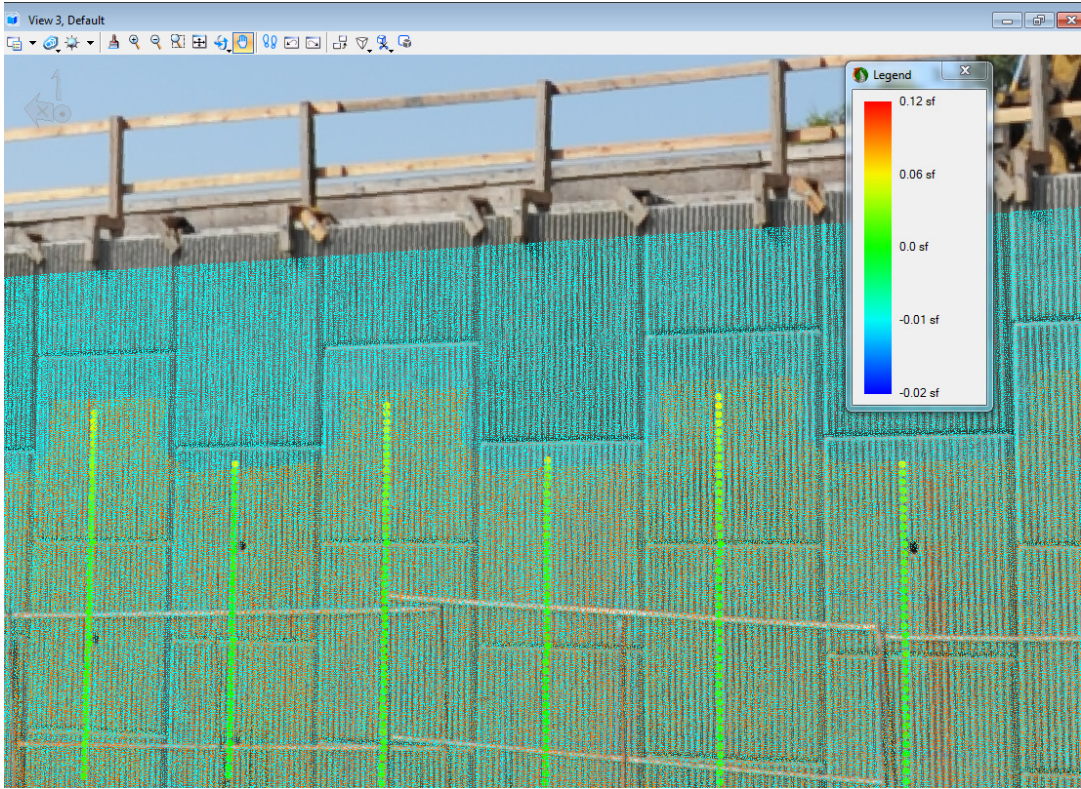 View 3, Default
Legend
0.12 sf
0.06 sf
0.0 sf
-0.01 sf
-0.02 sf